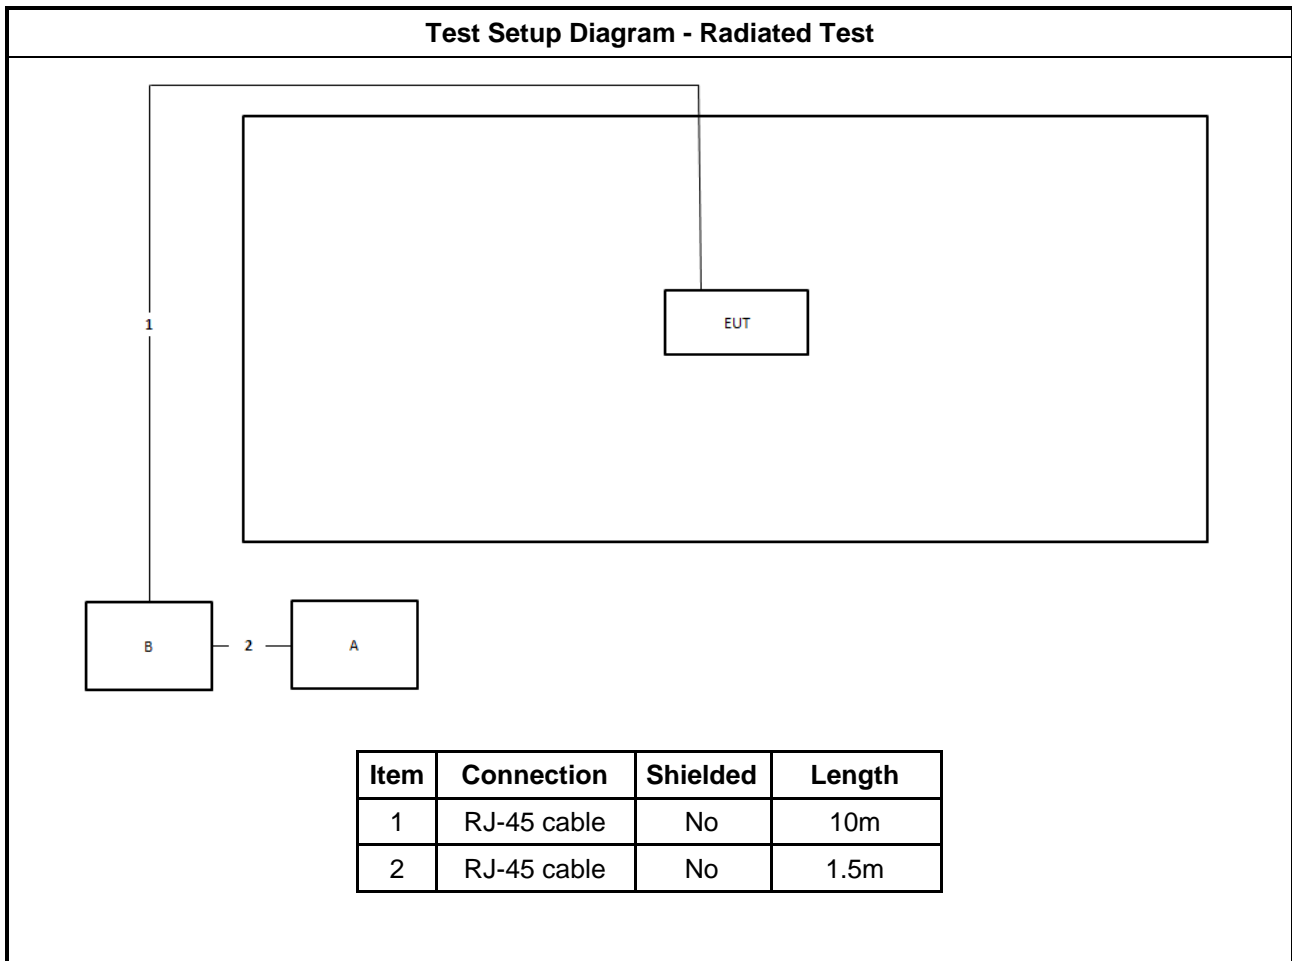 Test Setup Diagram - Radiated Test
1
EUT
B
2
A
Item Connection Shielded Length
1 RJ-45 cable No 10m
2 RJ-45 cable No 1.5m